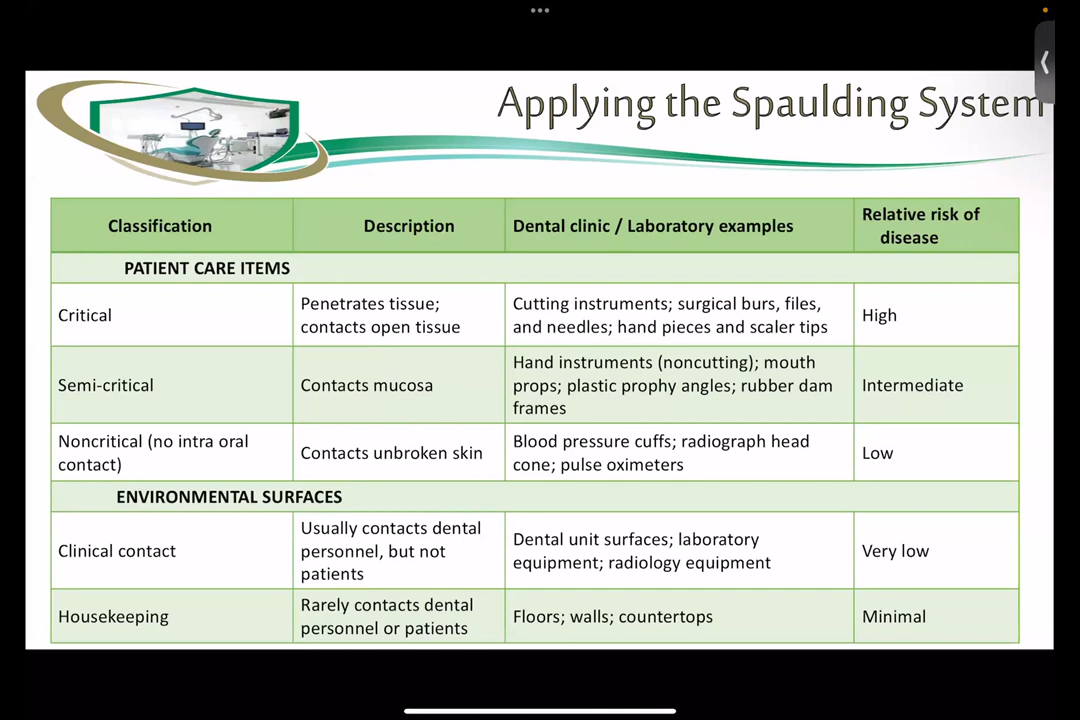 Applying the Spaulding System
Classification
Description
Dental clinic / Laboratory examples
Relative risk of
disease
PATIENT CARE ITEMS
Critical
Penetrates tissue;
contacts open tissue
Cutting instruments; surgical burs, files,
and needles; hand pieces and scaler tips
High
Semi-critical
Contacts mucosa
Hand instruments (noncutting); mouth
props; plastic prophy angles; rubber dam
frames
Intermediate
Noncritical (no intra oral
contact)
Contacts unbroken skin
Blood pressure cuffs; radiograph head
cone; pulse oximeters
Low
ENVIRONMENTAL SURFACES
Clinical contact
Usually contacts dental
personnel, but not
patients
Dental unit surfaces; laboratory
equipment; radiology equipment
Very low
Housekeeping
Rarely contacts dental
personnel or patients
Floors; walls; countertops
Minimal